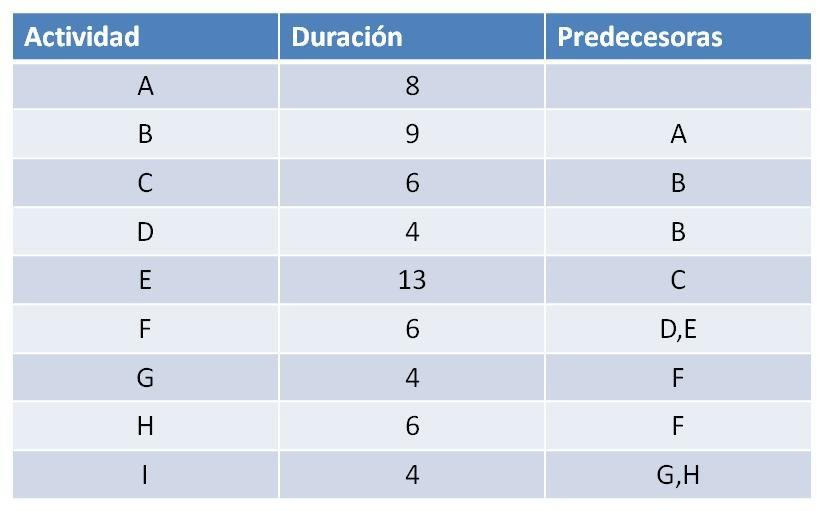 Actividad Duración Predecesoras
A 8
B 9 A
C 6 B
D 4 B
E 13 C
F 6 D,E
G 4 F
H 6 F
I 4 G,H